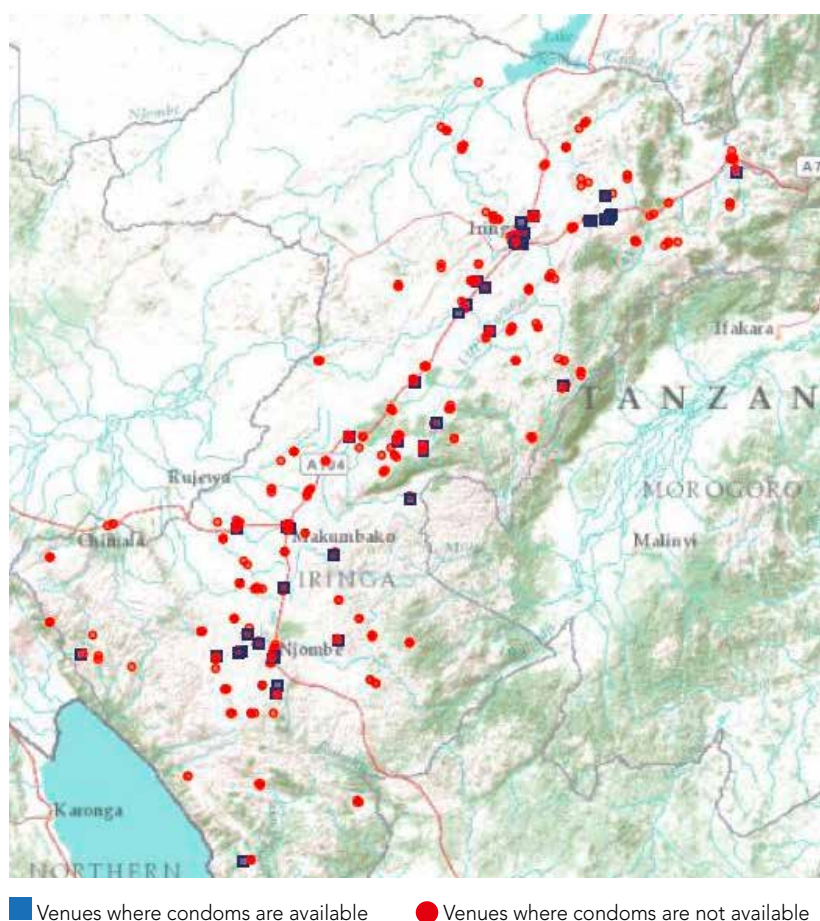 Njombi
A7
Iringa
Ifakara
TANZAN
A104
Rujewa
MOROGORO
Chimala
Makumbako
Malinyi
IRINGA
Njombe
Karonga
NORTHERN
Venues where condoms are available
Venues where condoms are not available